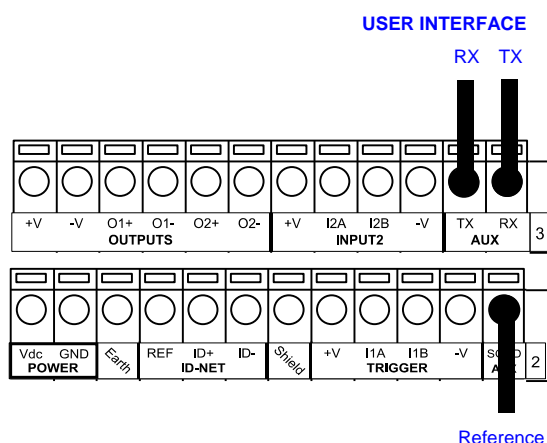 USER INTERFACE
RX TX
+V -V O1+ O1- O2+ O2- +V I2A I2B -V TX RX
OUTPUTS INPUT2 AUX 3
Vdc GND Earth REF ID+ ID- Shield +V I1A I1B -V
POWER ID-NET TRIGGER 2
Reference